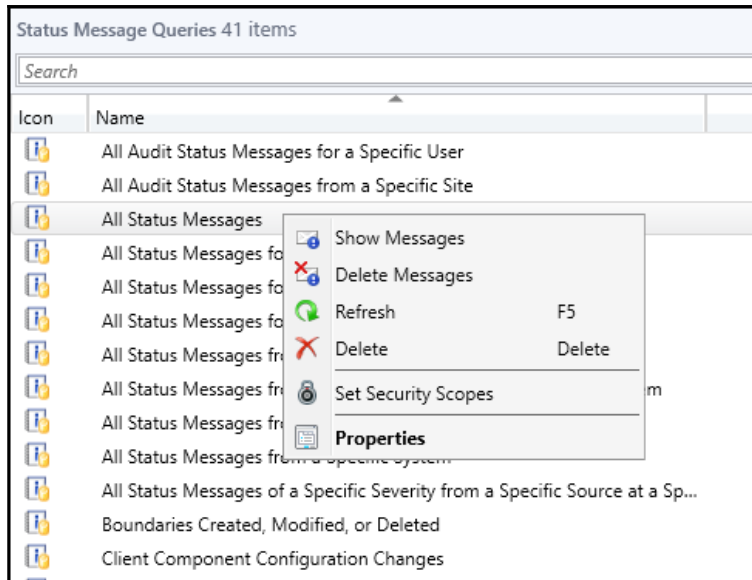 Status Message Queries 41 items
Search
Icon Name
All Audit Status Messages for a Specific User
All Audit Status Messages from a Specific Site
All Status Messages
Show Messages
All Status Messages fo
Delete Messages
All Status Messages fo
Refresh F5
All Status Messages fo
Delete Delete
All Status Messages fr
All Status Messages fr m
Set Security Scopes
All Status Messages fr
Properties
All Status Messages from a Specific System
All Status Messages of a Specific Severity from a Specific Source at a Sp...
Boundaries Created, Modified, or Deleted
Client Component Configuration Changes